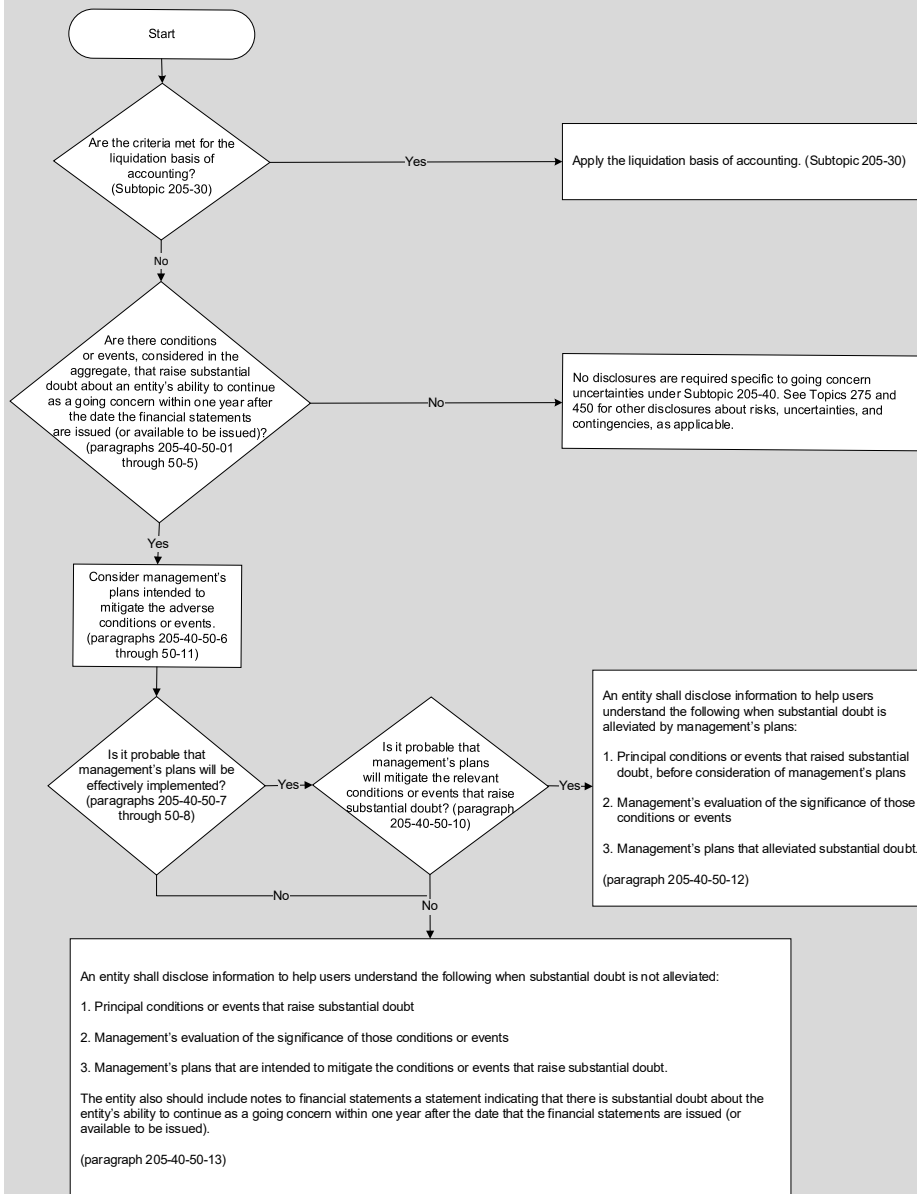 Start
Are the criteria met for the
liquidation basis of
accounting?
(Subtopic 205-30)
Yes
Apply the liquidation basis of accounting. (Subtopic 205-30)
No
Are there conditions
or events, considered in the
aggregate, that raise substantial
doubt about an entity's ability to continue
as a going concern within one year after
the date the financial statements
are issued (or available to be issued)?
(paragraphs 205-40-50-01
through 50-5)
No
No disclosures are required specific to going concern
uncertainties under Subtopic 205-40. See Topics 275 and
450 for other disclosures about risks, uncertainties, and
contingencies, as applicable.
Yes
Consider management's
plans intended to
mitigate the adverse
conditions or events.
(paragraphs 205-40-50-6
through 50-11)
Is it probable that
management's plans will be
effectively implemented?
(paragraphs 205-40-50-7
through 50-8)
Yes
Is it probable that
management's plans
will mitigate the relevant
conditions or events that raise
substantial doubt? (paragraph
205-40-50-10)
Yes
An entity shall disclose information to help users
understand the following when substantial doubt is
alleviated by management's plans:
1. Principal conditions or events that raised substantial
doubt, before consideration of management's plans
2. Management's evaluation of the significance of those
conditions or events
3. Management's plans that alleviated substantial doubt.
(paragraph 205-40-50-12)
No
No
An entity shall disclose information to help users understand the following when substantial doubt is not alleviated:
1. Principal conditions or events that raise substantial doubt
2. Management's evaluation of the significance of those conditions or events
3. Management's plans that are intended to mitigate the conditions or events that raise substantial doubt.
The entity also should include notes to financial statements a statement indicating that there is substantial doubt about the
entity's ability to continue as a going concern within one year after the date that the financial statements are issued (or
available to be issued).
(paragraph 205-40-50-13)